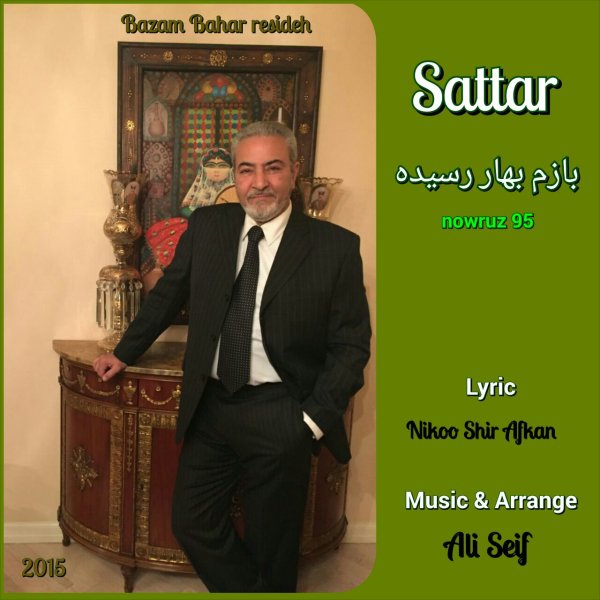 Bazam Bahar resideh
Sattar
بازم بهار رسیده
nowruz 95
Lyric
Nikoo Shir Afkan
Music & Arrange
Ali Seif
2015